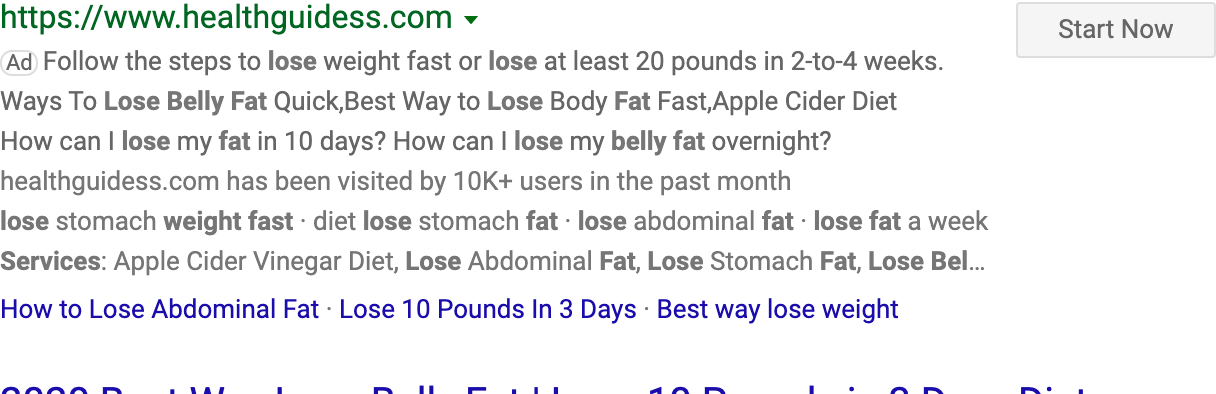 https://www.healthguidess.com
Start Now
Ad Follow the steps to lose weight fast or lose at least 20 pounds in 2-to-4 weeks.
Ways To Lose Belly Fat Quick,Best Way to Lose Body Fat Fast,Apple Cider Diet
How can I lose my fat in 10 days? How can I lose my belly fat overnight?
healthguidess.com has been visited by 10K+ users in the past month
lose stomach weight fast · diet lose stomach fat · lose abdominal fat · lose fat a week
Services: Apple Cider Vinegar Diet, Lose Abdominal Fat, Lose Stomach Fat, Lose Bel...
How to Lose Abdominal Fat · Lose 10 Pounds In 3 Days · Best way lose weight